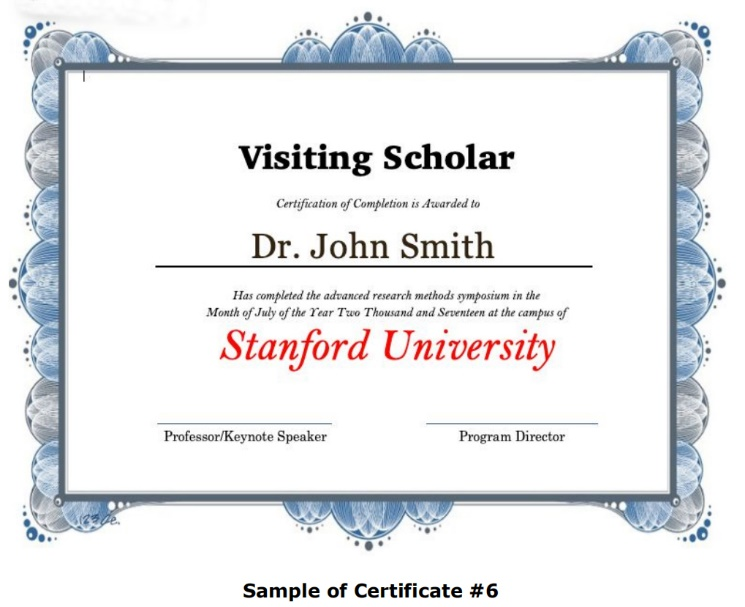 Visiting Scholar
Certification of Completion is Awarded to
Dr. John Smith
Has completed the advanced research methods symposium in the
Month of July of the Year Two Thousand and Seventeen at the campus of
Stanford University
Professor/Keynote Speaker
Program Director
Sample of Certificate #6